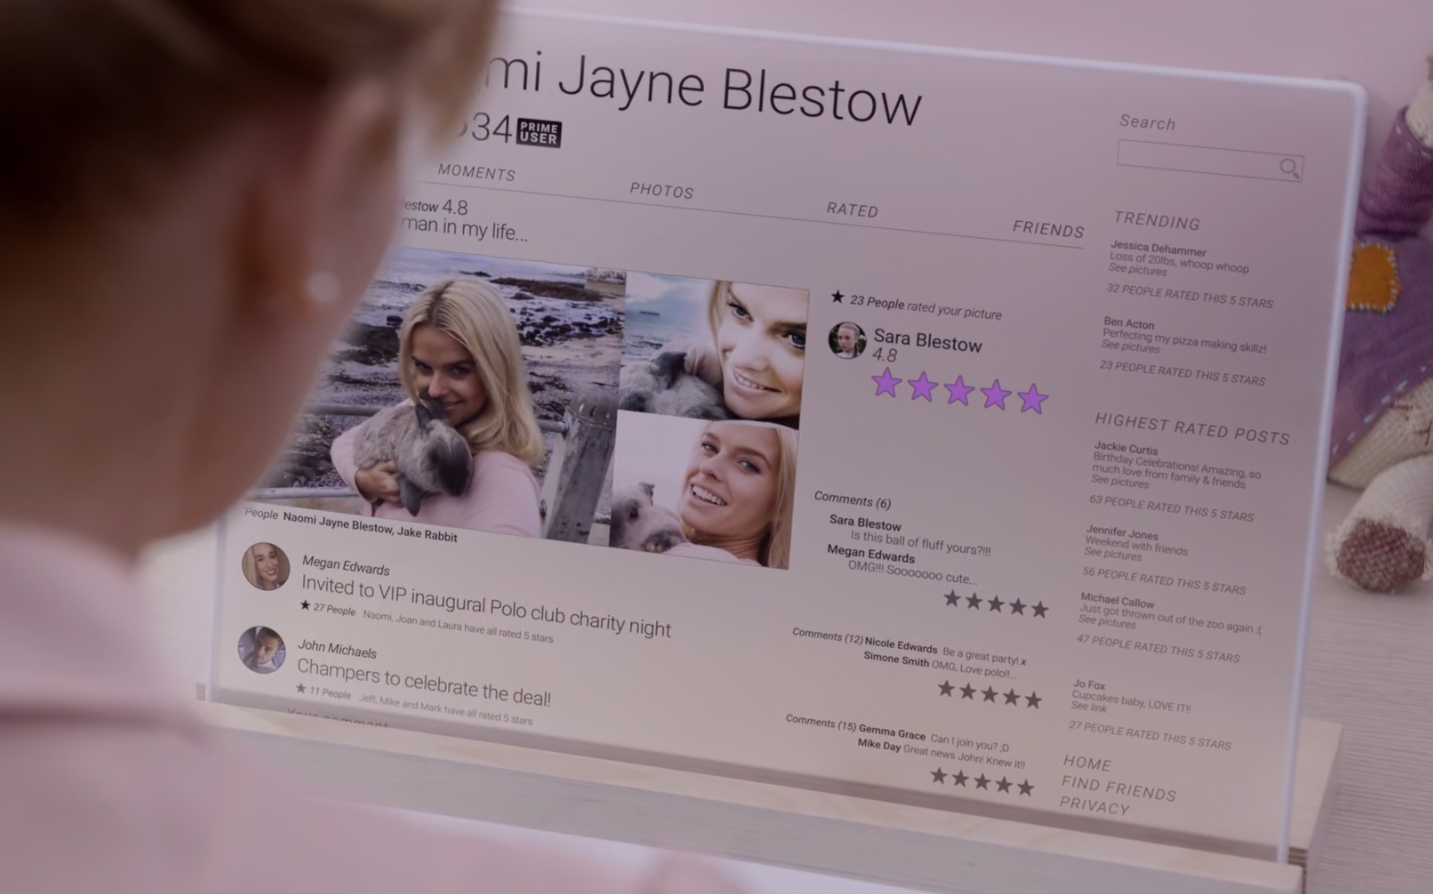 mi Jayne Blestow
34 PRIME USER
Search
MOMENTS
PHOTOS
RATED
FRIENDS
estow 4.8
man in my life...
TRENDING
Jessica Dehammer
Loss of 20lbs, whoop whoop
See pictures
32 PEOPLE RATED THIS 5 STARS
Ben Acton
Perfecting my pizza making skillz!
See pictures
23 PEOPLE RATED THIS 5 STARS
★ 23 People rated your picture
Sara Blestow
4.8
Comments (6)
Sara Blestow
Is this ball of fluff yours?!!!
Megan Edwards
OMG!!! Sooooooo cute...
HIGHEST RATED POSTS
Jackie Curtis
Birthday Celebrations! Amazing, so
much love from family & friends
See pictures
63 PEOPLE RATED THIS 5 STARS
Jennifer Jones
Weekend with friends
See pictures
56 PEOPLE RATED THIS 5 STARS
Michael Callow
Just got thrown out of the zoo again :(
See pictures
47 PEOPLE RATED THIS 5 STARS
Jo Fox
Cupcakes baby, LOVE IT!!
See link
27 PEOPLE RATED THIS 5 STARS
People Naomi Jayne Blestow, Jake Rabbit
Megan Edwards
Invited to VIP inaugural Polo club charity night
★ 27 People Naomi, Joan and Laura have all rated 5 stars
Comments (12) Nicole Edwards Be a great party! x
Simone Smith OMG, Love polo!!...
John Michaels
Champers to celebrate the deal!
★ 11 People Jeff, Mike and Mark have all rated 5 stars
Comments (15) Gemma Grace Can I join you? ;D
Mike Day Great news John! Knew it!!
Your comment
HOME
FIND FRIENDS
PRIVACY